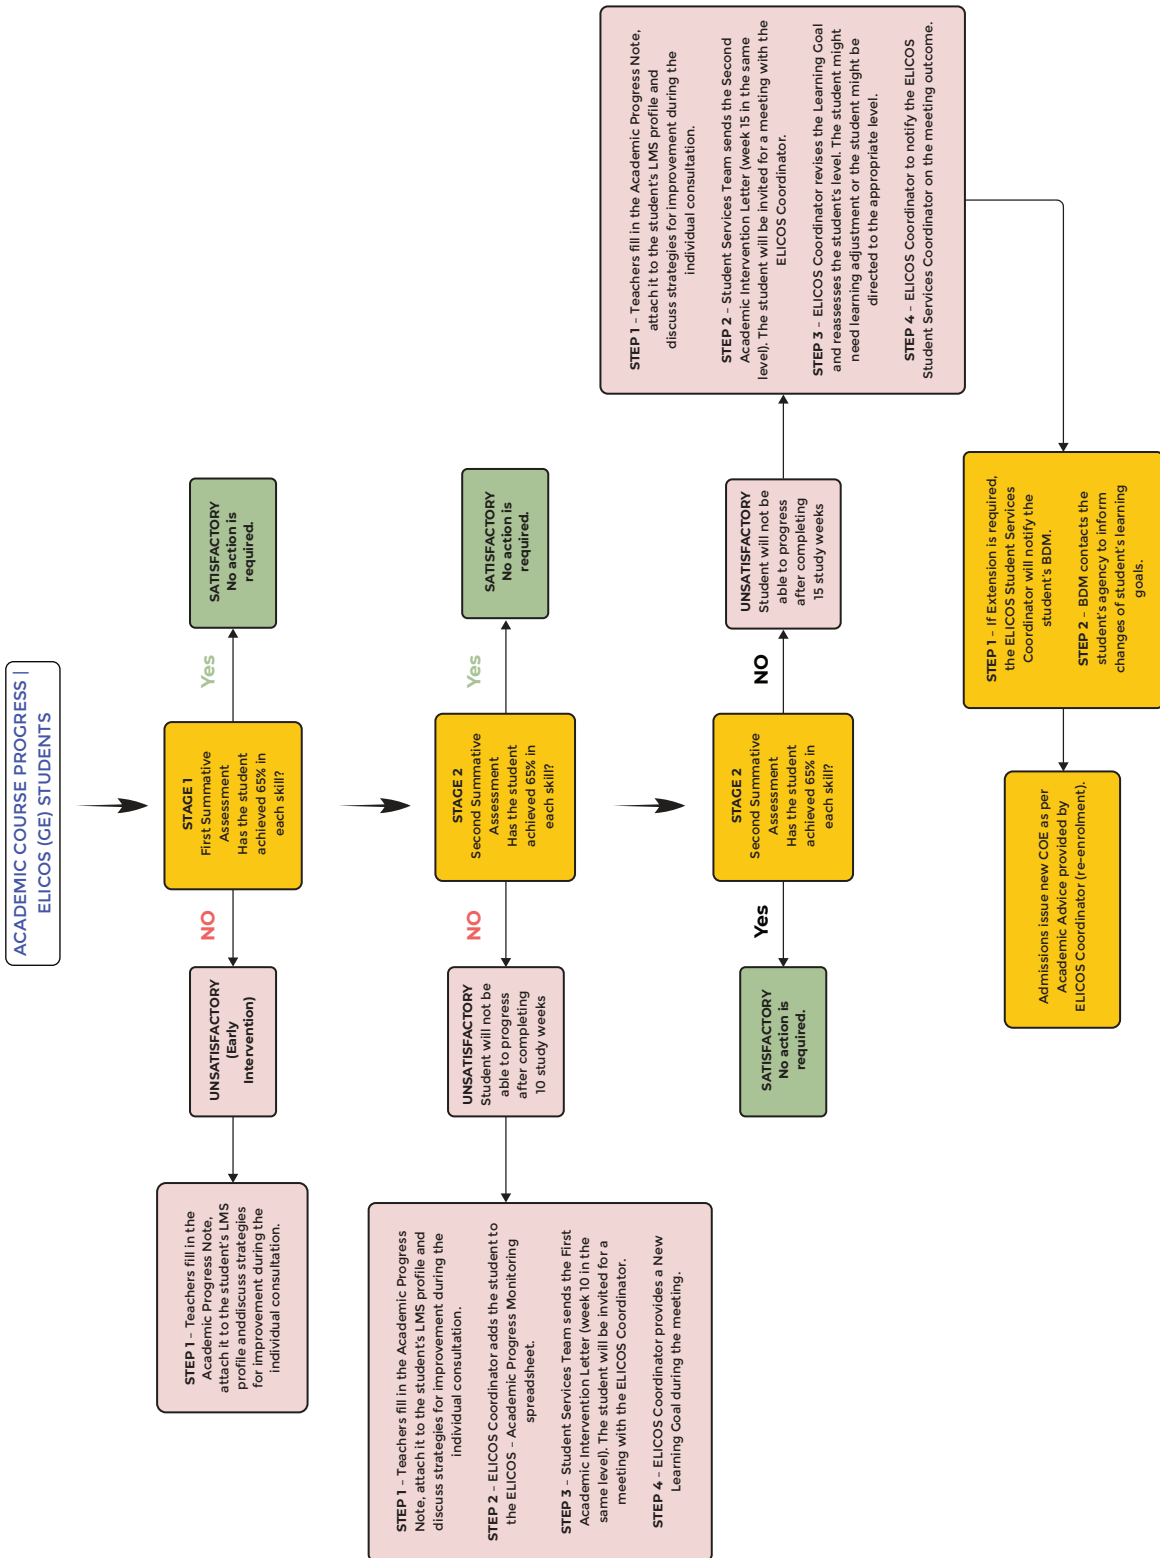 ACADEMIC COURSE PROGRESS |
ELICOS (GE) STUDENTS
STAGE 1
First Summative
Assessment
Has the student
achieved 65% in
each skill?
NO
UNSATISFACTORY
(Early
Intervention)
STEP 1 – Teachers fill in the
Academic Progress Note,
attach it to the student's LMS
profile anddiscuss strategies
for improvement during the
individual consultation.
Yes
SATISFACTORY
No action is
required.
STAGE 2
Second Summative
Assessment
Has the student
achieved 65% in
each skill?
NO
UNSATISFACTORY
Student will not be
able to progress
after completing
10 study weeks
STEP 1 – Teachers fill in the Academic Progress
Note, attach it to the student's LMS profile and
discuss strategies for improvement during the
individual consultation.
STEP 2 – ELICOS Coordinator adds the student to
the ELICOS – Academic Progress Monitoring
spreadsheet.
STEP 3 – Student Services Team sends the First
Academic Intervention Letter (week 10 in the
same level). The student will be invited for a
meeting with the ELICOS Coordinator.
STEP 4 – ELICOS Coordinator provides a New
Learning Goal during the meeting.
Yes
SATISFACTORY
No action is
required.
STAGE 2
Second Summative
Assessment
Has the student
achieved 65% in
each skill?
Yes
SATISFACTORY
No action is
required.
NO
UNSATISFACTORY
Student will not be
able to progress
after completing
15 study weeks
STEP 1 – Teachers fill in the Academic Progress Note,
attach it to the student's LMS profile and
discuss strategies for improvement during the
individual consultation.
STEP 2 – Student Services Team sends the Second
Academic Intervention Letter (week 15 in the same
level). The student will be invited for a meeting with the
ELICOS Coordinator.
STEP 3 – ELICOS Coordinator revises the Learning Goal
and reassesses the student's level. The student might
need learning adjustment or the student might be
directed to the appropriate level.
STEP 4 – ELICOS Coordinator to notify the ELICOS
Student Services Coordinator on the meeting outcome.
STEP 1 – If Extension is required,
the ELICOS Student Services
Coordinator will notify the
student's BDM.
STEP 2 – BDM contacts the
student's agency to inform
changes of student's learning
goals.
Admissions issue new COE as per
Academic Advice provided by
ELICOS Coordinator (re-enrolment).